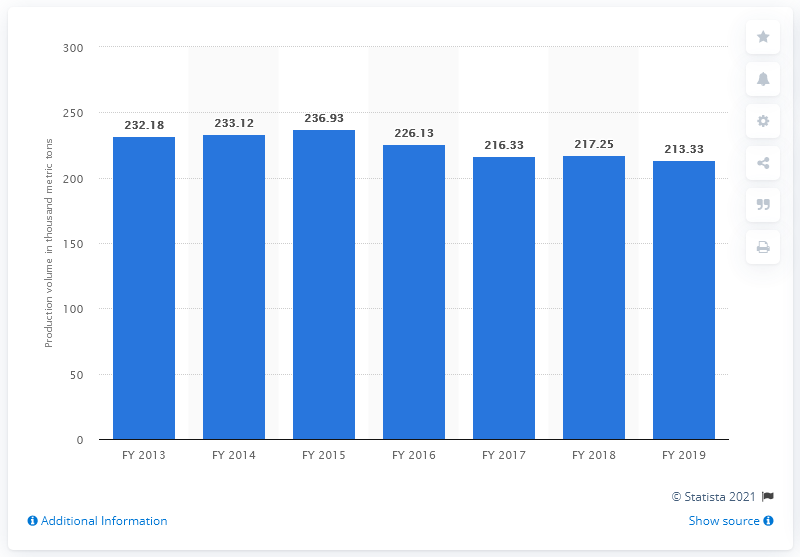 300
250
200
150
100
50
0
Production volume in thousand metric tons
232.18
233.12
236.93
226.13
216.33
217.25
213.33
FY 2013
FY 2014
FY 2015
FY 2016
FY 2017
FY 2018
FY 2019
© Statista 2021
Additional Information
Show source